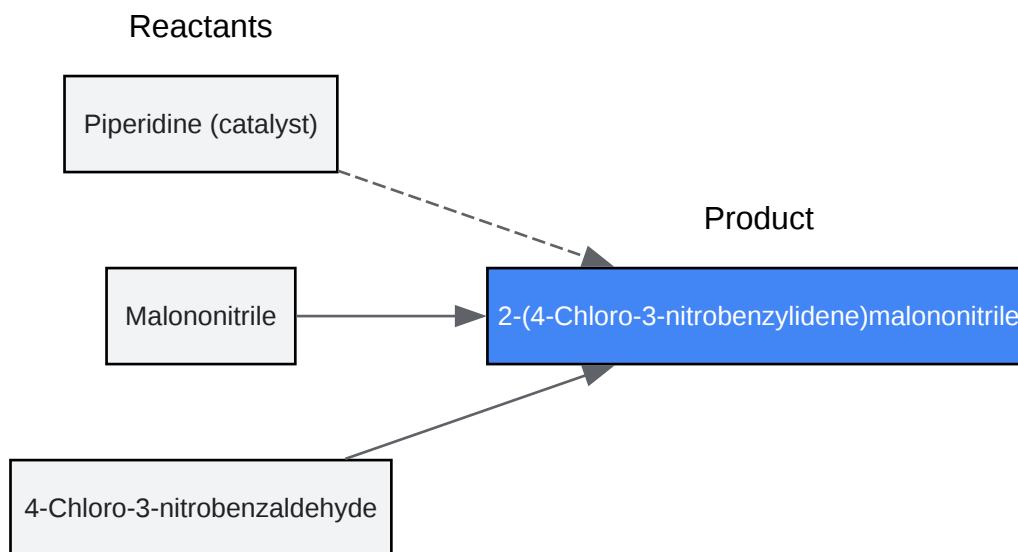 Reactants
Piperidine (catalyst)
Product
Malononitrile
2-(4-Chloro-3-nitrobenzylidene)malononitrile
4-Chloro-3-nitrobenzaldehyde